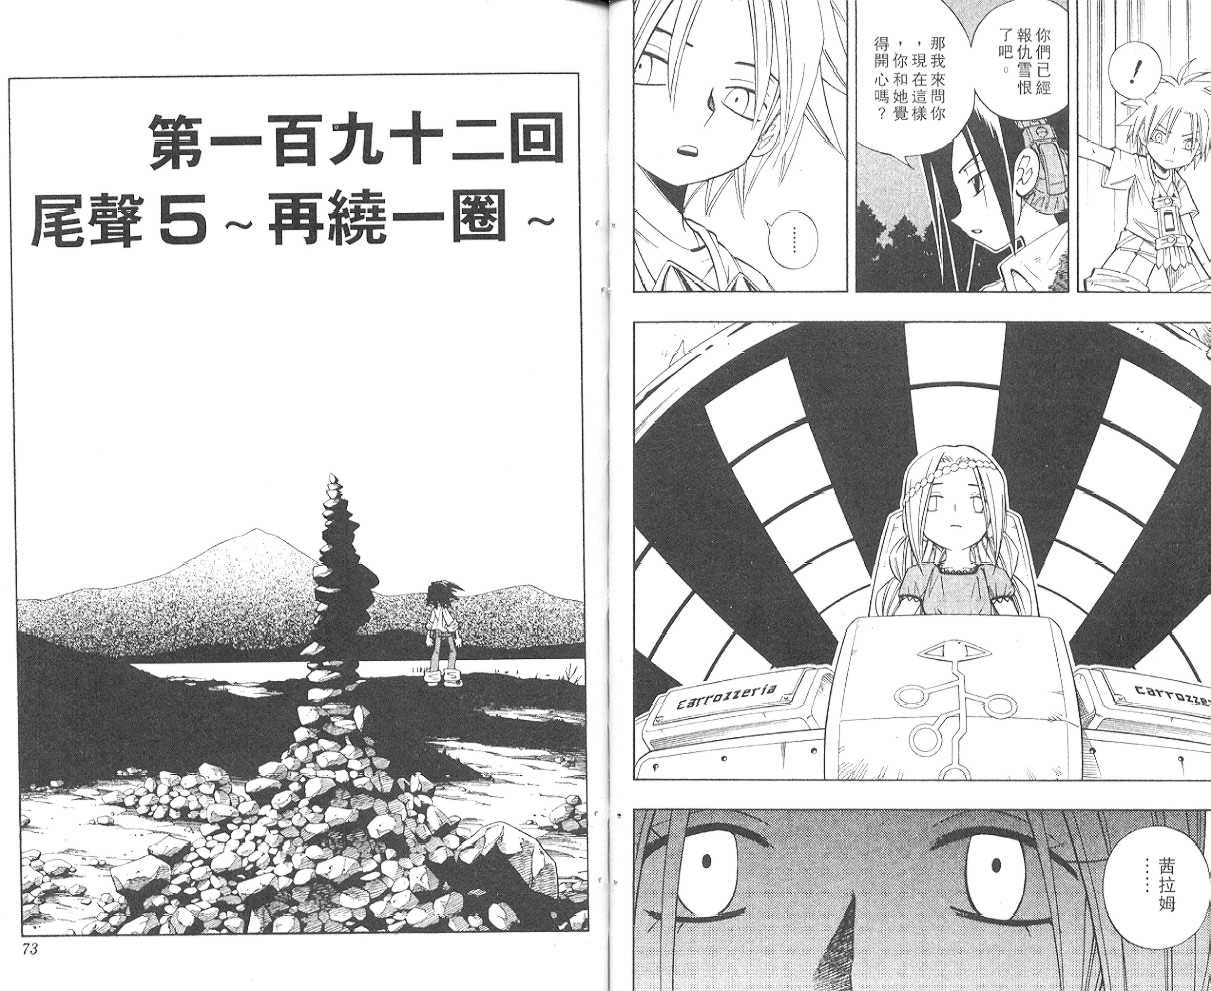 ！
你們已經
報仇雪恨
了吧。
那我來問你
，現在這樣
，你和她覺
得開心嗎？
……
carrozzeria
carrozze
茜拉姆
……
第一百九十二回
尾聲5～再繞一圈～
73